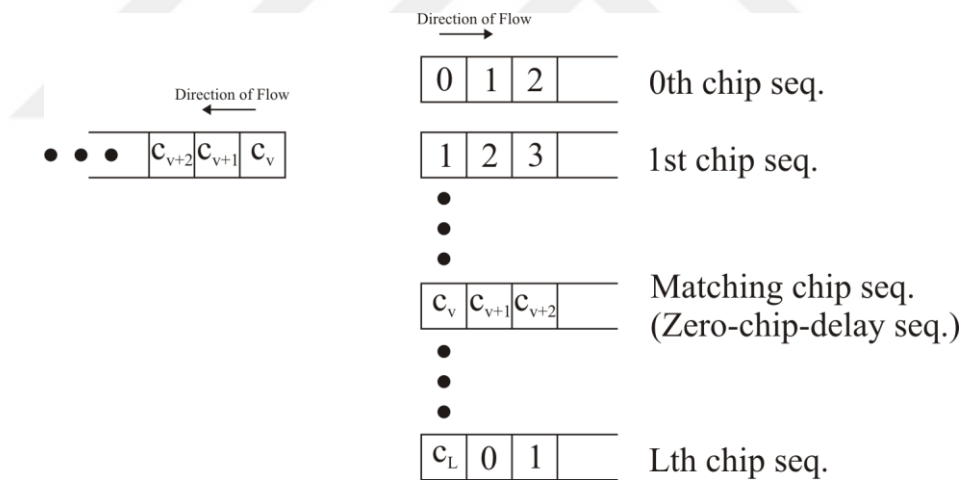 Direction of Flow
0 1 2
0th chip seq.
Direction of Flow
c_{v+2} c_{v+1} c_v
1 2 3
1st chip seq.
c_v c_{v+1} c_{v+2}
Matching chip seq.
(Zero-chip-delay seq.)
c_L 0 1
Lth chip seq.